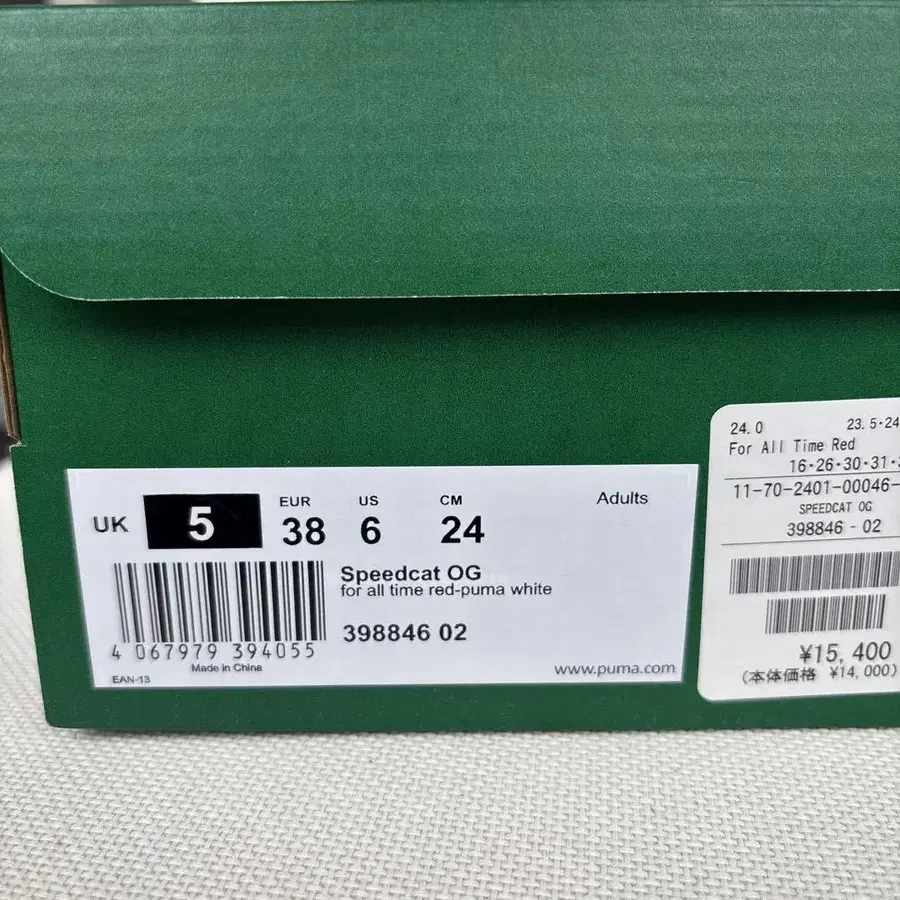 UK 5 EUR 38 US 6 CM 24 Adults
Speedcat OG
for all time red-puma white
398846 02
4 067979 394055
Made in China
EAN-13
www.puma.com
24.0 23.5・24
For All Time Red
16・26・30・31・
11-70-2401-00046-
SPEEDCAT OG
398846 - 02
¥15,400
(本体価格 ¥14,000)